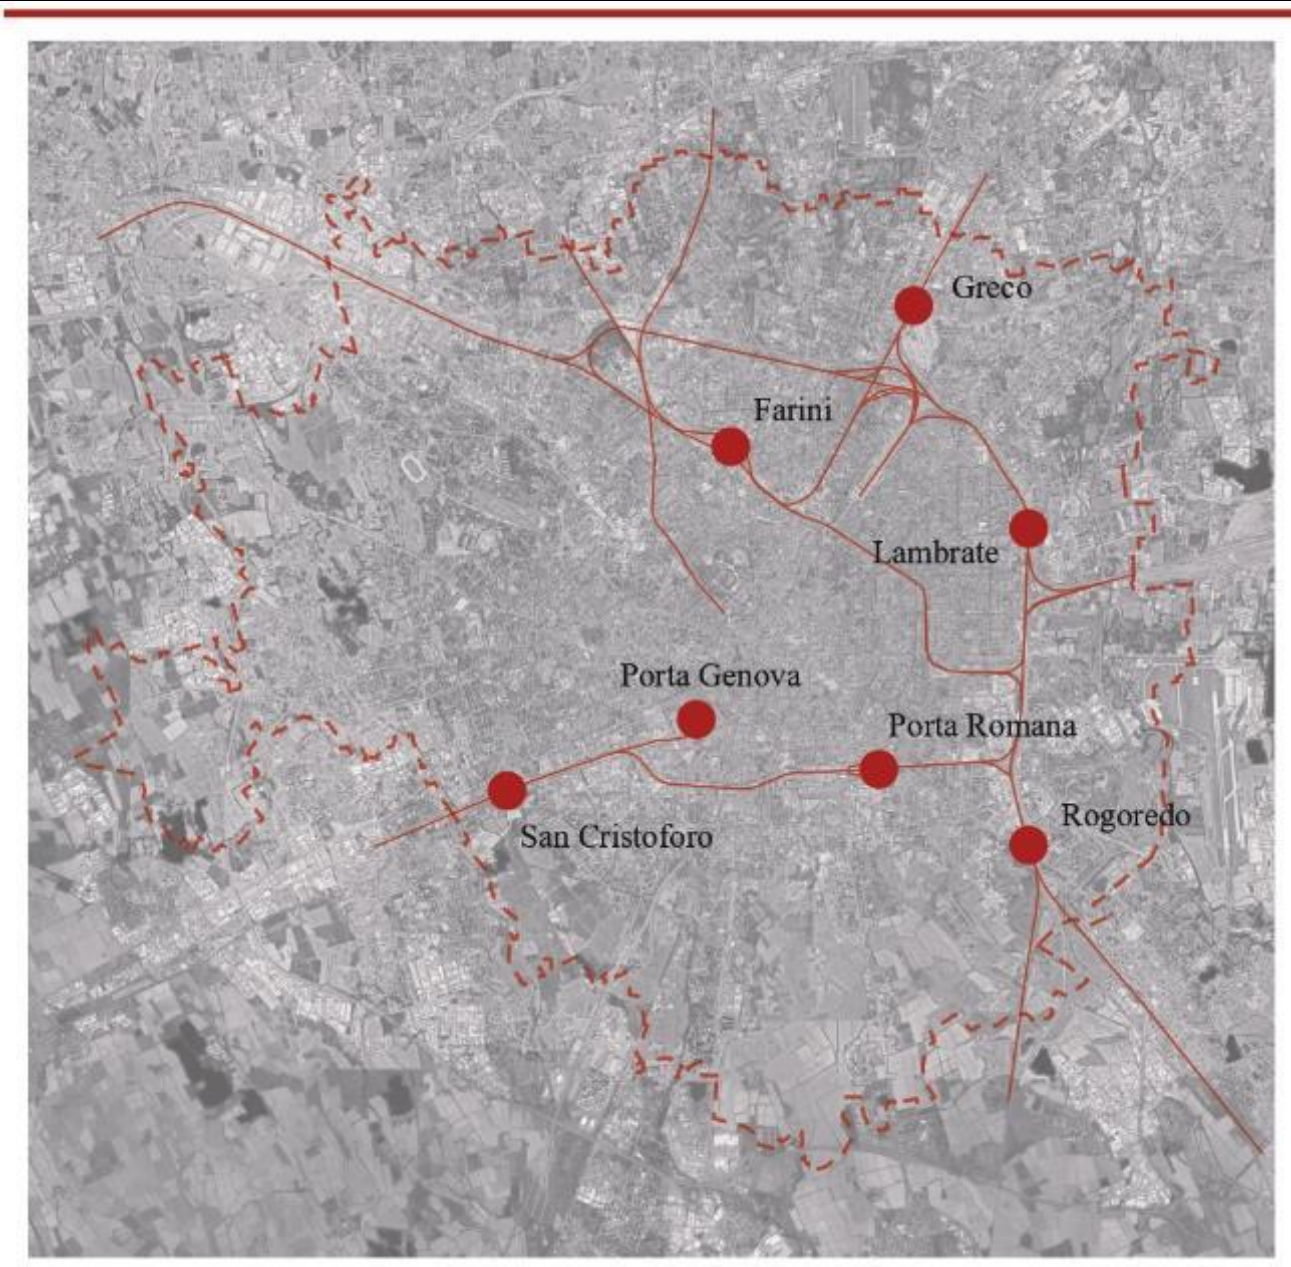 Greco
Farini
Lambrate
Porta Genova
Porta Romana
Rogoredo
San Cristoforo